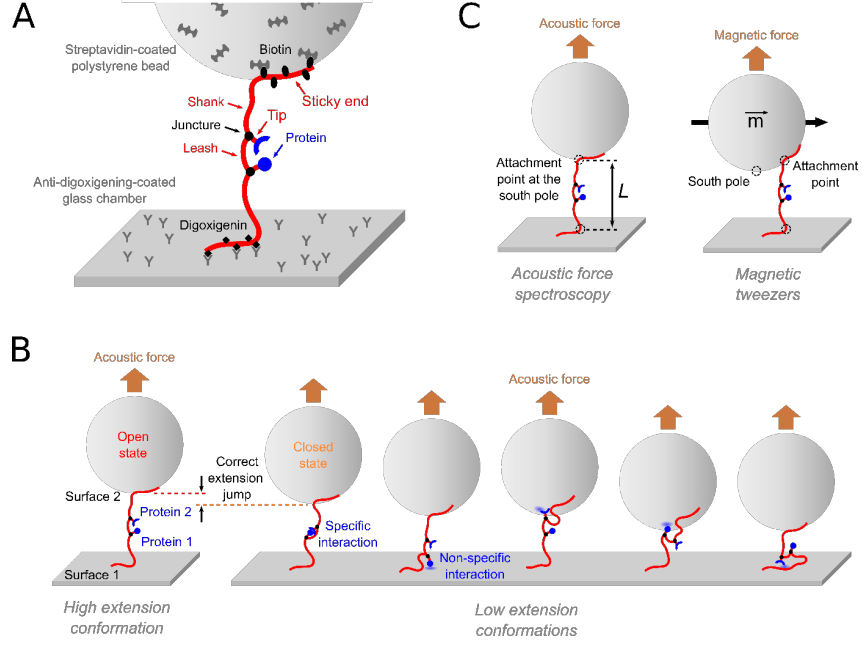 A
Streptavidin-coated
polystyrene bead
Biotin
Shank
Sticky end
Tip
Juncture
Protein
Leash
Anti-digoxigening-coated
glass chamber
Digoxigenin
Y Y Y Y Y Y Y Y Y Y Y Y Y Y Y Y Y Y
C
Acoustic force
Magnetic force
m
Attachment
point at the
south pole
L
South pole
Attachment
point
Acoustic force
spectroscopy
Magnetic
tweezers
B
Acoustic force
Acoustic force
Open
state
Closed
state
Correct
extension
jump
Surface 2
Protein 2
Protein 1
Specific
interaction
Non-specific
interaction
Surface 1
High extension
conformation
Low extension
conformations